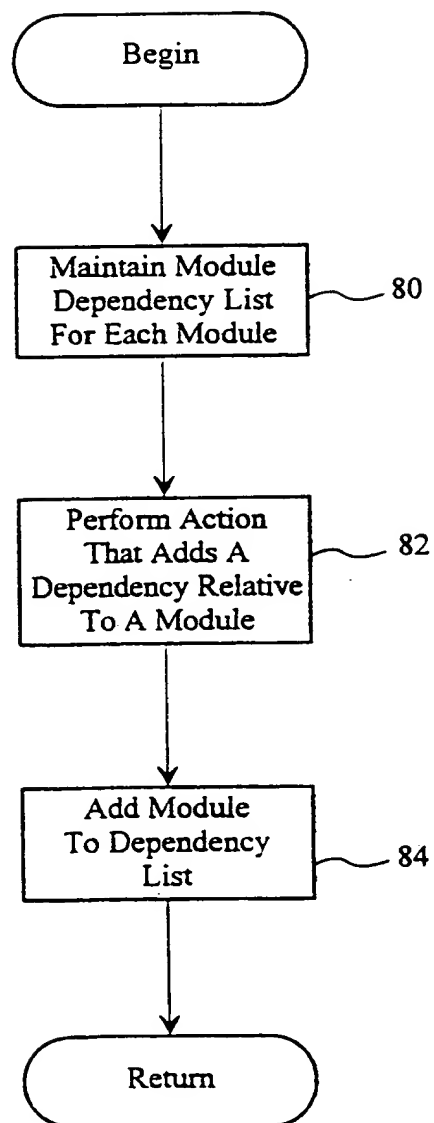 Begin
Maintain Module
Dependency List
For Each Module
80
Perform Action
That Adds A
Dependency Relative
To A Module
82
Add Module
To Dependency
List
84
Return